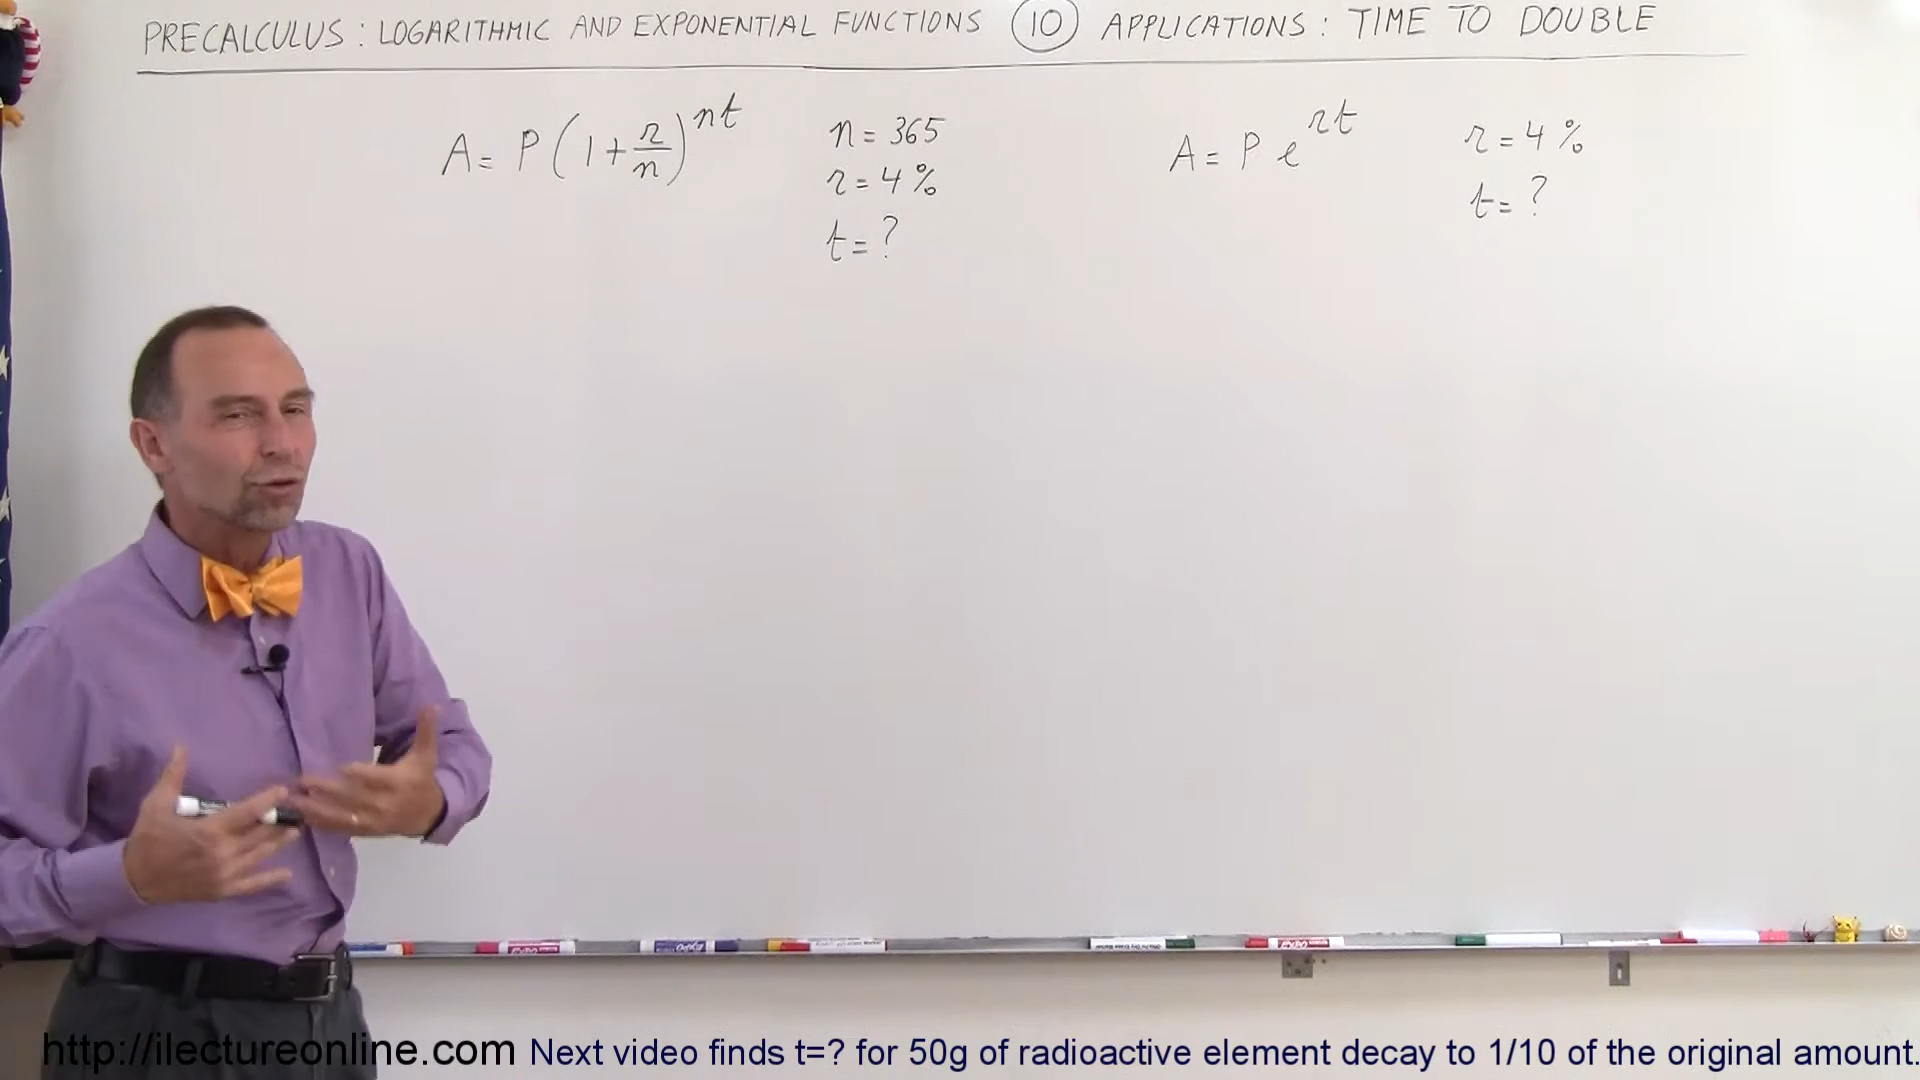 PRECALCULUS: LOGARITHMIC AND EXPONENTIAL FUNCTIONS (10) APPLICATIONS: TIME TO DOUBLE
A = P(1 + r/n)^nt
n = 365
r = 4%
t = ?
A = P e^rt
r = 4%
t = ?
http://ilectureonline.com Next video finds t=? for 50g of radioactive element decay to 1/10 of the original amount.